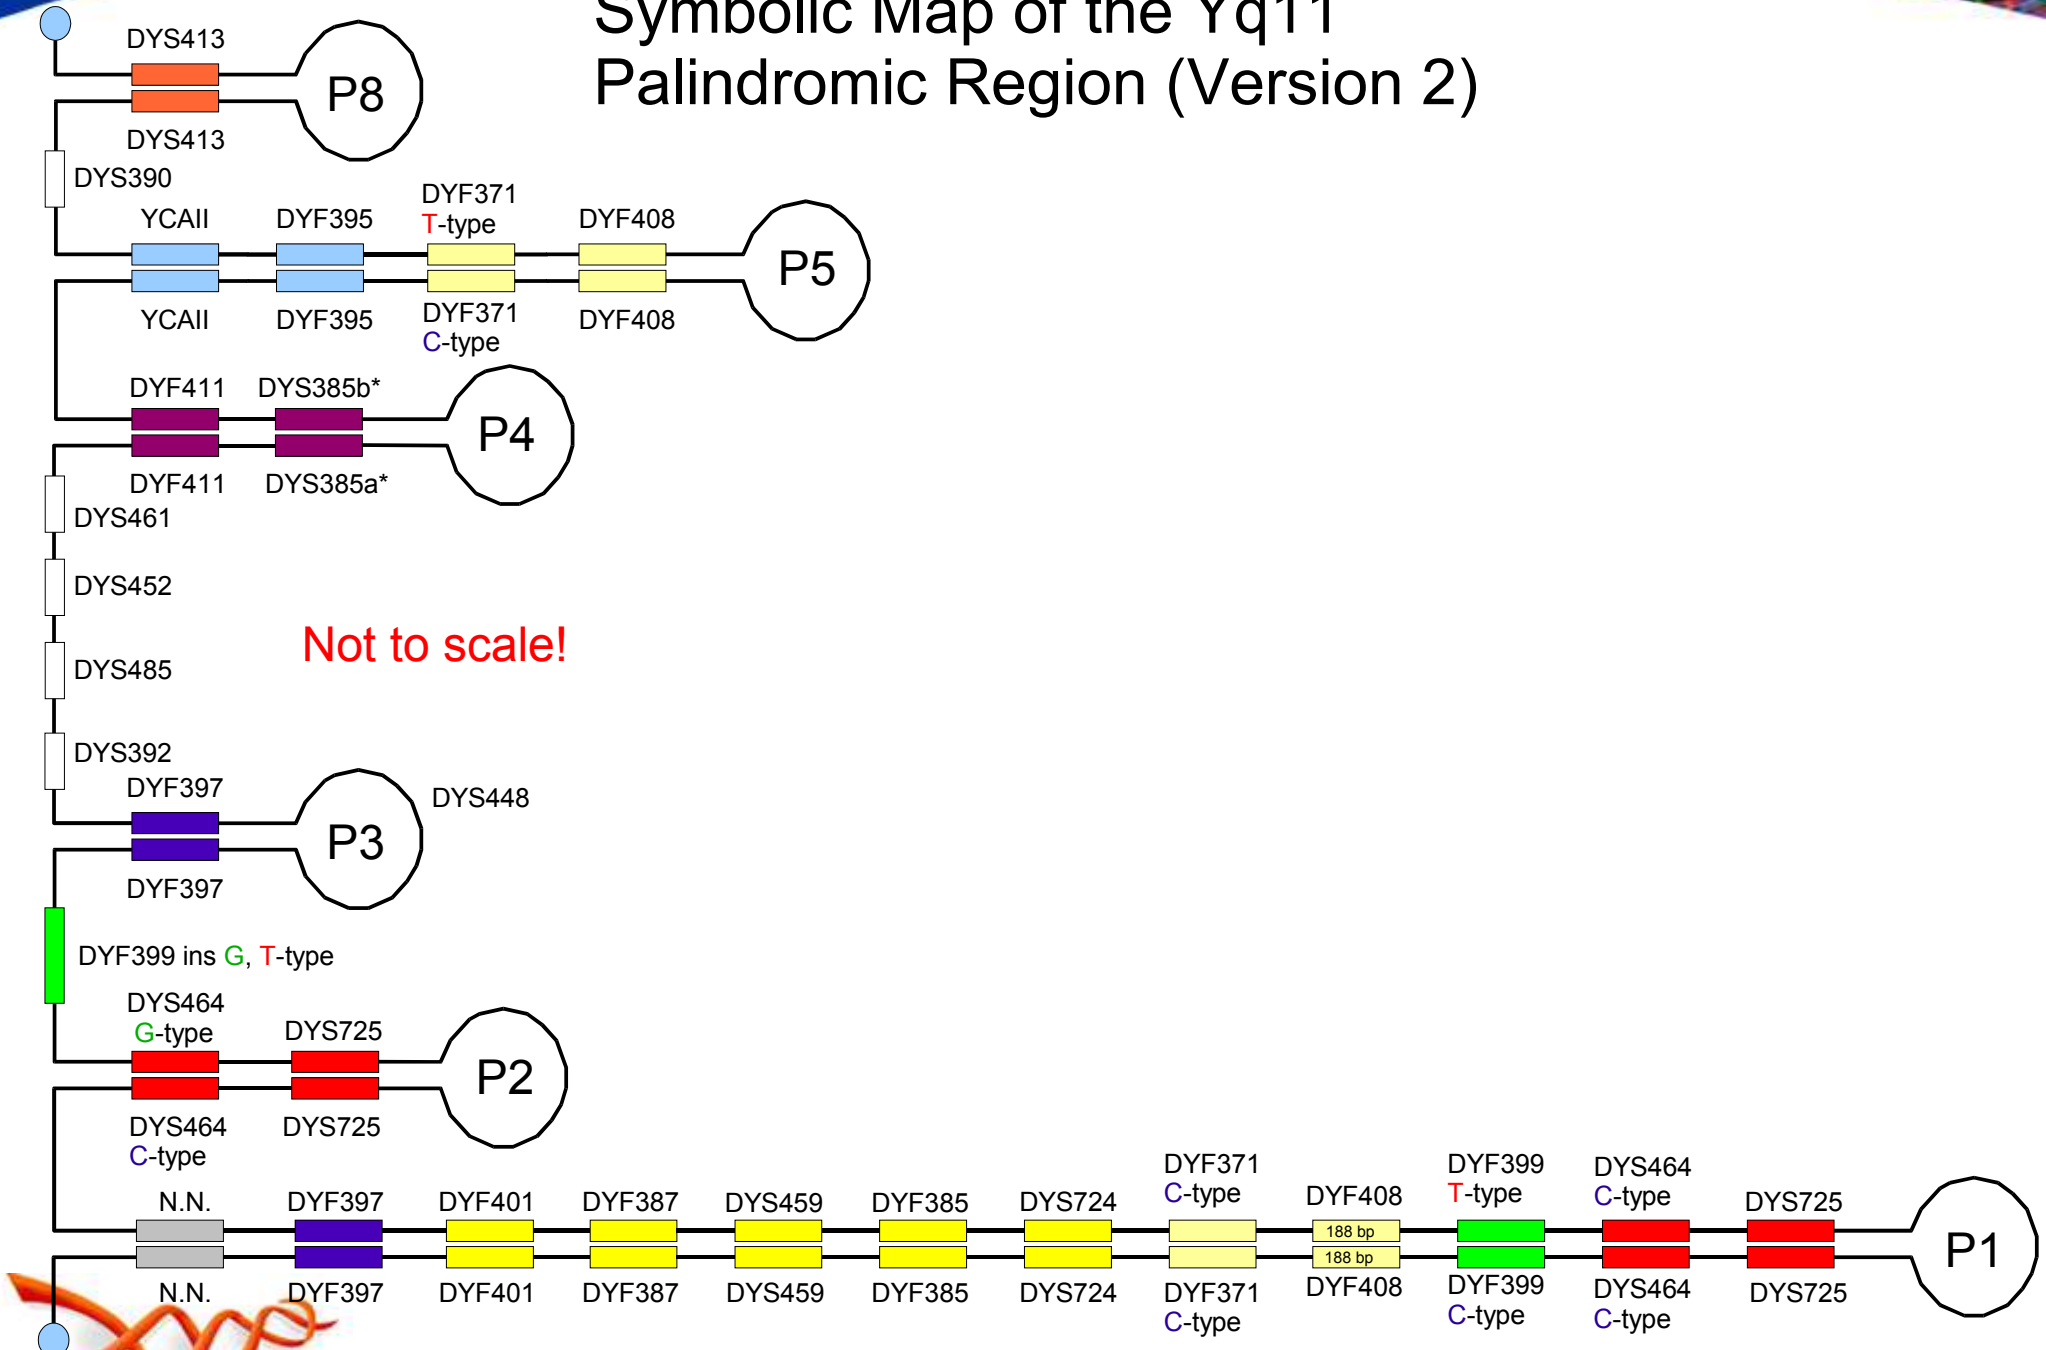 Symbolic Map of the Yq11
Palindromic Region (Version 2)
DYS413
P8
DYS413
DYS390
YCAII DYF395 DYF371 T-type DYF408
P5
YCAII DYF395 DYF371 C-type DYF408
DYF411 DYS385b*
P4
DYF411 DYS385a*
DYS461
DYS452
Not to scale!
DYS485
DYS392
DYF397
DYS448
P3
DYF397
DYF399 ins G, T-type
DYS464 G-type DYS725
P2
DYS464 C-type DYS725
N.N. DYF397 DYF401 DYF387 DYS459 DYF385 DYS724 DYF371 C-type DYF408 DYF399 T-type DYS464 C-type DYS725
188 bp
188 bp
P1
N.N. DYF397 DYF401 DYF387 DYS459 DYF385 DYS724 DYF371 C-type DYF408 DYF399 C-type DYS464 C-type DYS725